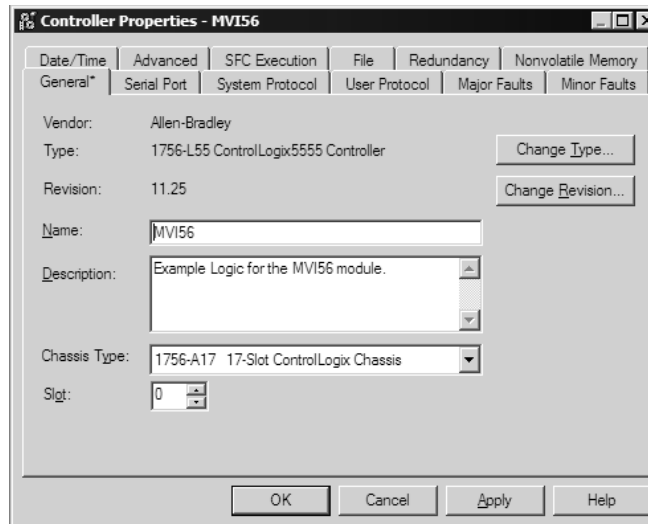 Controller Properties - MVI56
Date/Time Advanced SFC Execution File Redundancy Nonvolatile Memory
General* Serial Port System Protocol User Protocol Major Faults Minor Faults
Vendor: Allen-Bradley
Type: 1756-L55 ControlLogix5555 Controller Change Type...
Revision: 11.25 Change Revision...
Name: MVI56
Description: Example Logic for the MVI56 module.
Chassis Type: 1756-A17 17-Slot ControlLogix Chassis
Slot: 0
OK Cancel Apply Help